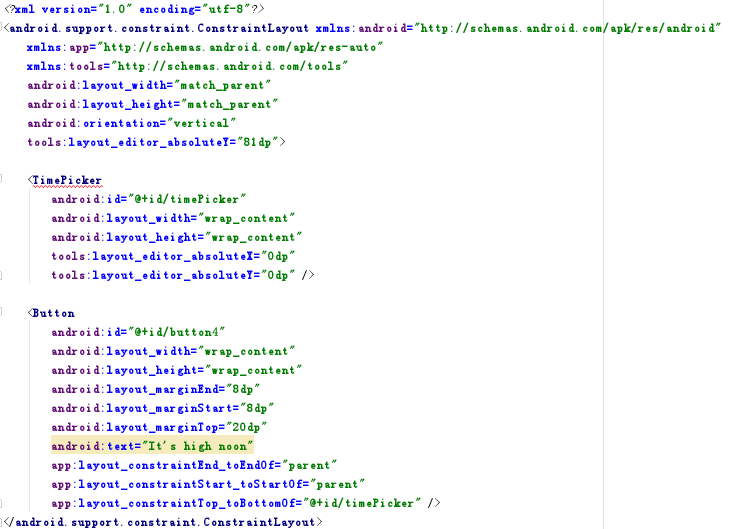 <?xml version="1.0" encoding="utf-8"?>
<android.support.constraint.ConstraintLayout xmlns:android="http://schemas.android.com/apk/res/android"
    xmlns:app="http://schemas.android.com/apk/res-auto"
    xmlns:tools="http://schemas.android.com/tools"
    android:layout_width="match_parent"
    android:layout_height="match_parent"
    android:orientation="vertical"
    tools:layout_editor_absoluteY="81dp">

    <TimePicker
        android:id="@+id/timePicker"
        android:layout_width="wrap_content"
        android:layout_height="wrap_content"
        tools:layout_editor_absoluteX="0dp"
        tools:layout_editor_absoluteY="0dp" />

    <Button
        android:id="@+id/button4"
        android:layout_width="wrap_content"
        android:layout_height="wrap_content"
        android:layout_marginEnd="8dp"
        android:layout_marginStart="8dp"
        android:layout_marginTop="20dp"
        android:text="It's high noon"
        app:layout_constraintEnd_toEndOf="parent"
        app:layout_constraintStart_toStartOf="parent"
        app:layout_constraintTop_toBottomOf="@+id/timePicker" />
</android.support.constraint.ConstraintLayout>